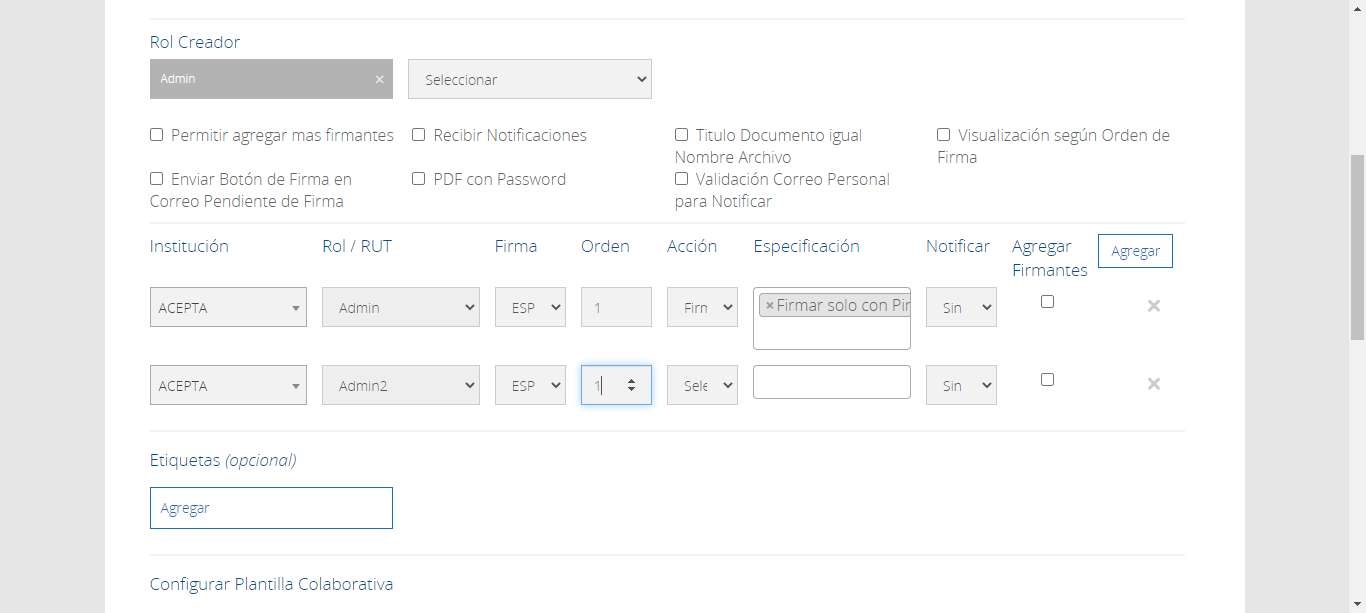 Rol Creador
Admin ×
Seleccionar
Permitir agregar mas firmantes
Recibir Notificaciones
Titulo Documento igual
Nombre Archivo
Visualización según Orden de
Firma
Enviar Botón de Firma en
Correo Pendiente de Firma
PDF con Password
Validación Correo Personal
para Notificar
Institución Rol / RUT Firma Orden Acción Especificación Notificar Agregar
Firmantes
Agregar
ACEPTA Admin ESP 1 Firm ×Firmar solo con Pin Sin ×
ACEPTA Admin2 ESP 1 Sele Sin ×
Etiquetas (opcional)
Agregar
Configurar Plantilla Colaborativa